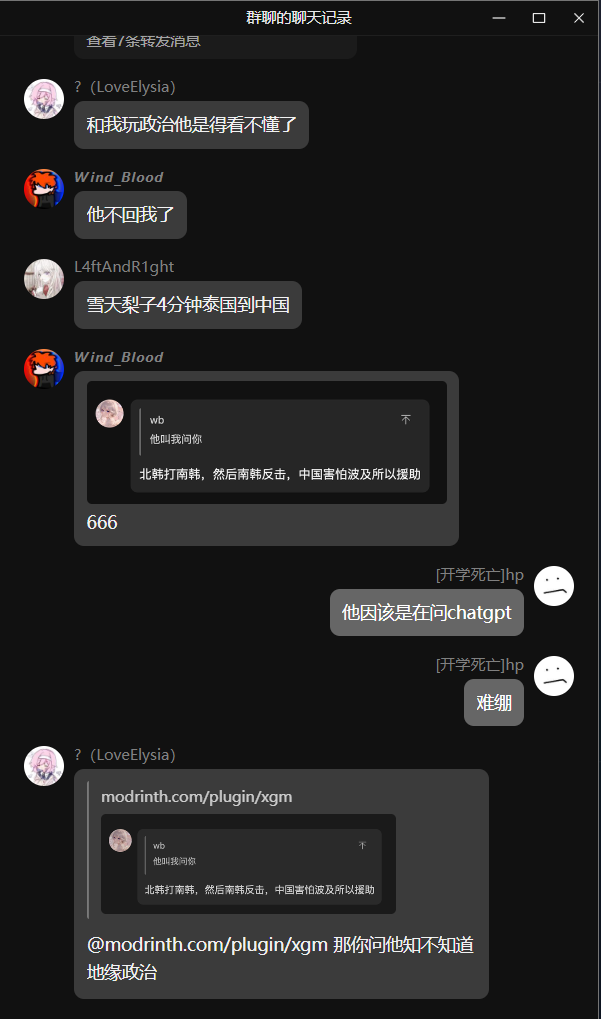 群聊的聊天记录
查看7条转发消息
?（LoveElysia）
和我玩政治他是得看不懂了
Wind_Blood
他不回我了
L4ftAndR1ght
雪天梨子4分钟泰国到中国
Wind_Blood
wb
他叫我问你
北韩打南韩，然后南韩反击，中国害怕波及所以援助
666
[开学死亡]hp
他因该是在问chatgpt
[开学死亡]hp
难绷
?（LoveElysia）
modrinth.com/plugin/xgm
wb
他叫我问你
北韩打南韩，然后南韩反击，中国害怕波及所以援助
@modrinth.com/plugin/xgm 那你问他知不知道
地缘政治